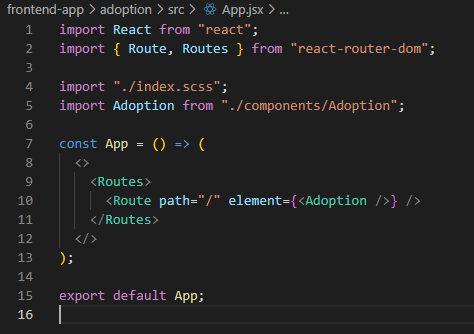 frontend-app > adoption > src > App.jsx > ...
1 import React from "react";
2 import { Route, Routes } from "react-router-dom";
3
4 import "./index.scss";
5 import Adoption from "./components/Adoption";
6
7 const App = () => (
8   <>
9     <Routes>
10       <Route path="/" element={<Adoption />} />
11     </Routes>
12   </>
13 );
14
15 export default App;
16